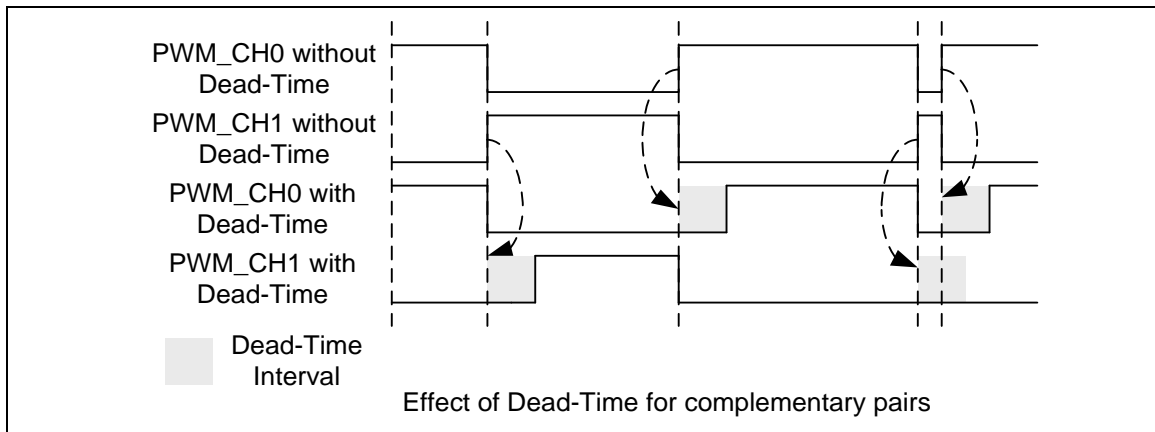 PWM_CH0 without
Dead-Time
PWM_CH1 without
Dead-Time
PWM_CH0 with
Dead-Time
PWM_CH1 with
Dead-Time
Dead-Time
Interval
Effect of Dead-Time for complementary pairs